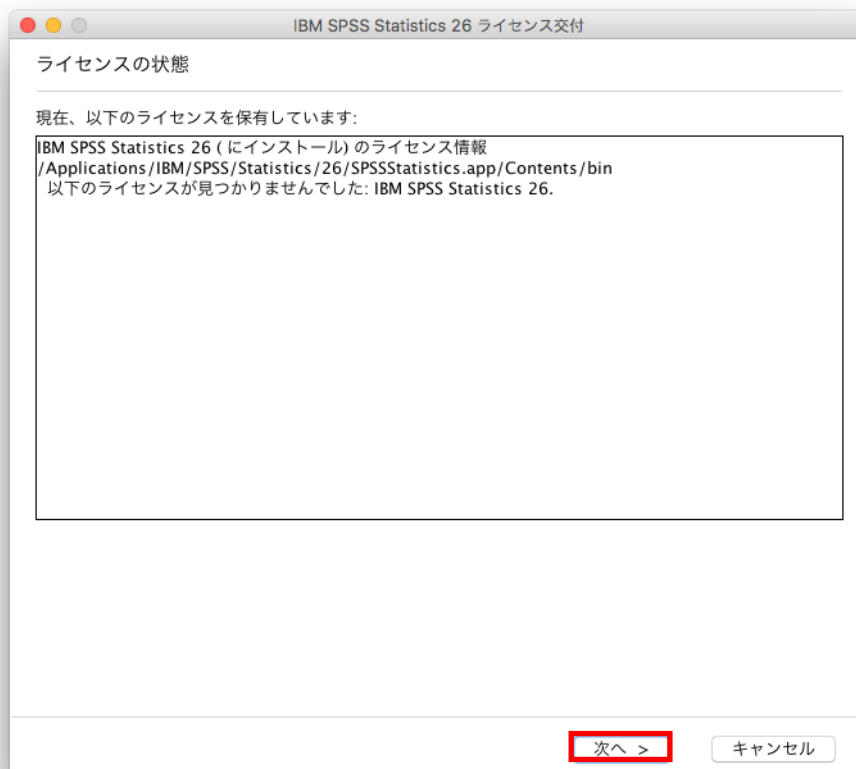 IBM SPSS Statistics 26 ライセンス交付
ライセンスの状態
現在、以下のライセンスを保有しています:
IBM SPSS Statistics 26 ( にインストール) のライセンス情報
/Applications/IBM/SPSS/Statistics/26/SPSSStatistics.app/Contents/bin
以下のライセンスが見つかりませんでした: IBM SPSS Statistics 26.
次へ >
キャンセル